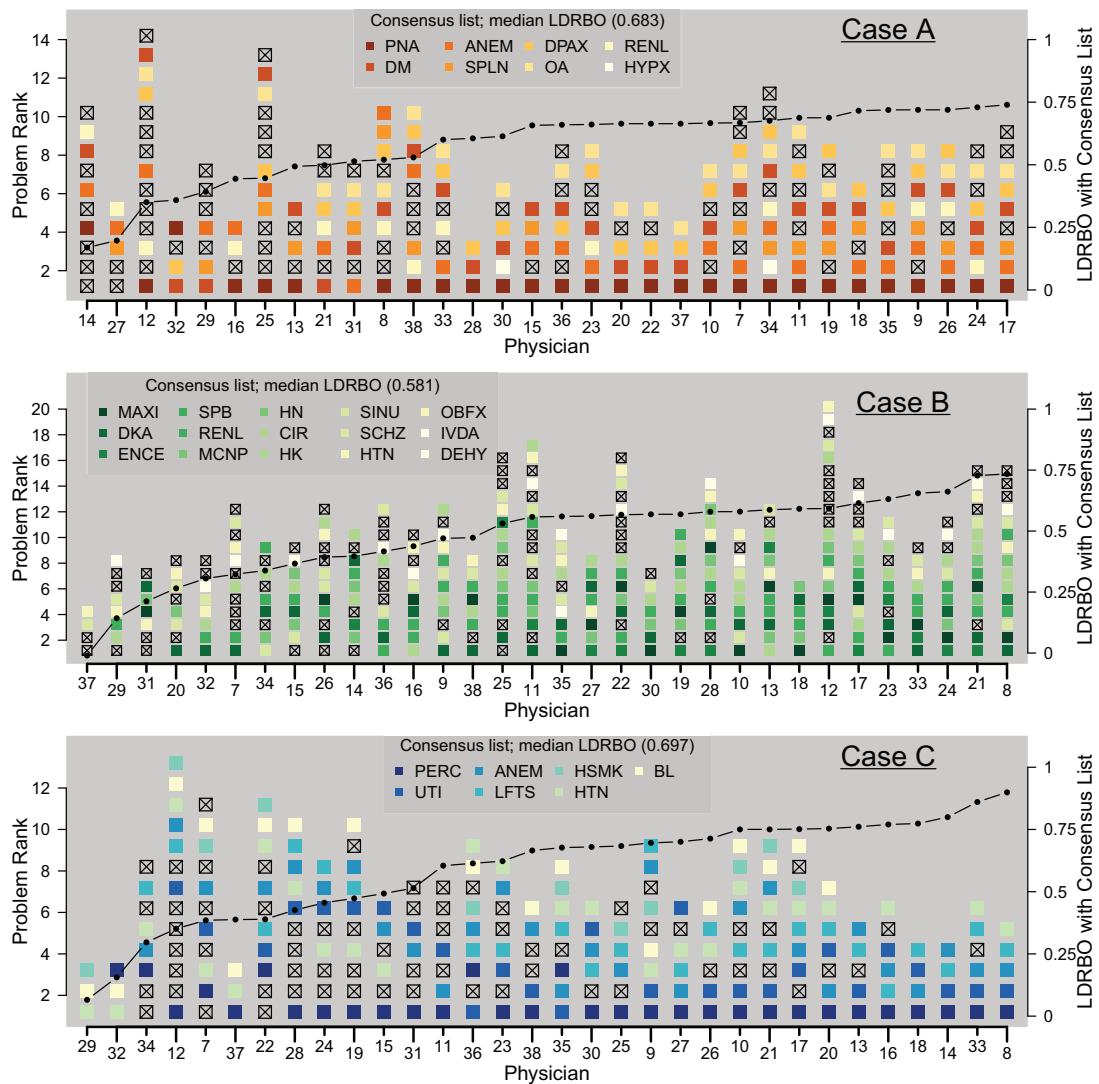 Consensus list; median LDRBO (0.683)
PNA ANEM DPAX RENL
DM SPLN OA HYPX
Case A
Problem Rank
14
12
10
8
6
4
2
1
0.75
0.5
0.25
0
LDRBO with Consensus List
14 27 12 32 29 16 25 13 21 31 8 38 33 28 30 15 36 23 20 22 37 10 7 34 11 19 18 35 9 26 24 17
Physician
Consensus list; median LDRBO (0.581)
MAXI SPB HN SINU OBFX
DKA RENL CIR SCHZ IVDA
ENCE MCNP HK HTN DEHY
Case B
Problem Rank
20
18
16
14
12
10
8
6
4
2
1
0.75
0.5
0.25
0
LDRBO with Consensus List
37 29 31 20 32 7 34 15 26 14 36 16 9 38 25 11 35 27 22 30 19 28 10 13 18 12 17 23 33 24 21 8
Physician
Consensus list; median LDRBO (0.697)
PERC ANEM HSMK BL
UTI LFTS HTN
Case C
Problem Rank
12
10
8
6
4
2
1
0.75
0.5
0.25
0
LDRBO with Consensus List
29 32 34 12 7 37 22 28 24 19 15 31 11 36 23 38 35 30 25 9 27 26 10 21 17 20 13 16 18 14 33 8
Physician